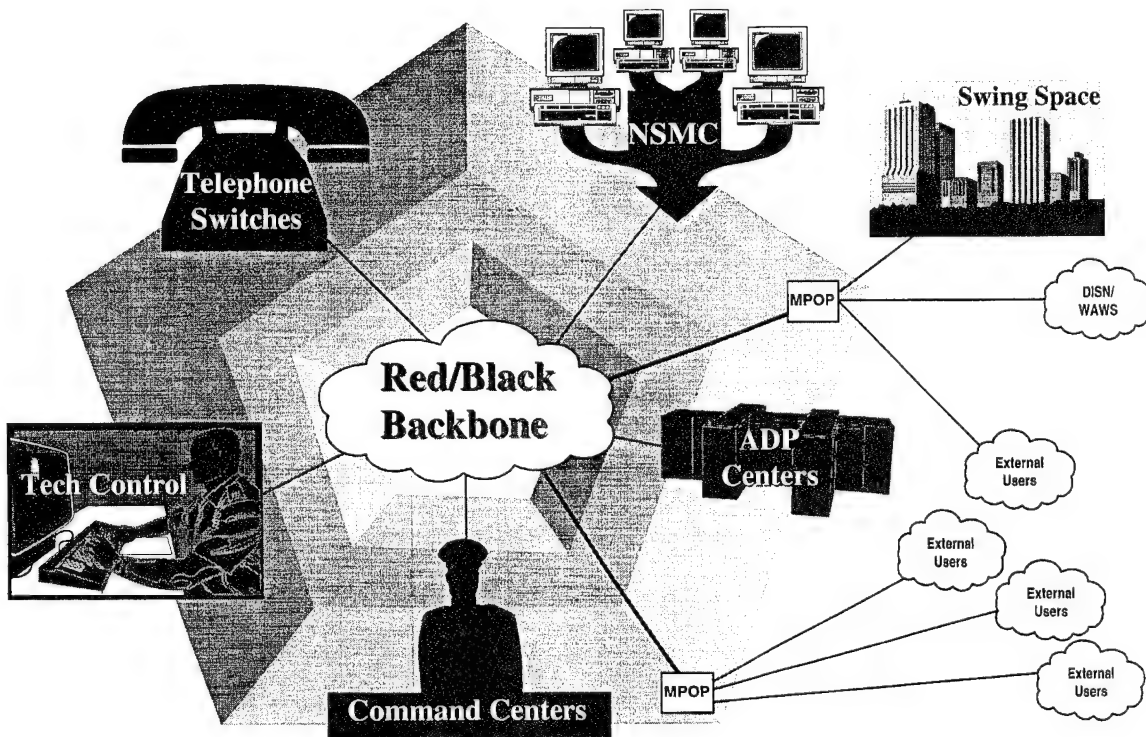 NSMC
Swing Space
Telephone
Switches
MPOP
DISN/
WAWS
Red/Black
Backbone
ADP
Centers
External
Users
Tech Control
External
Users
External
Users
External
Users
MPOP
Command Centers